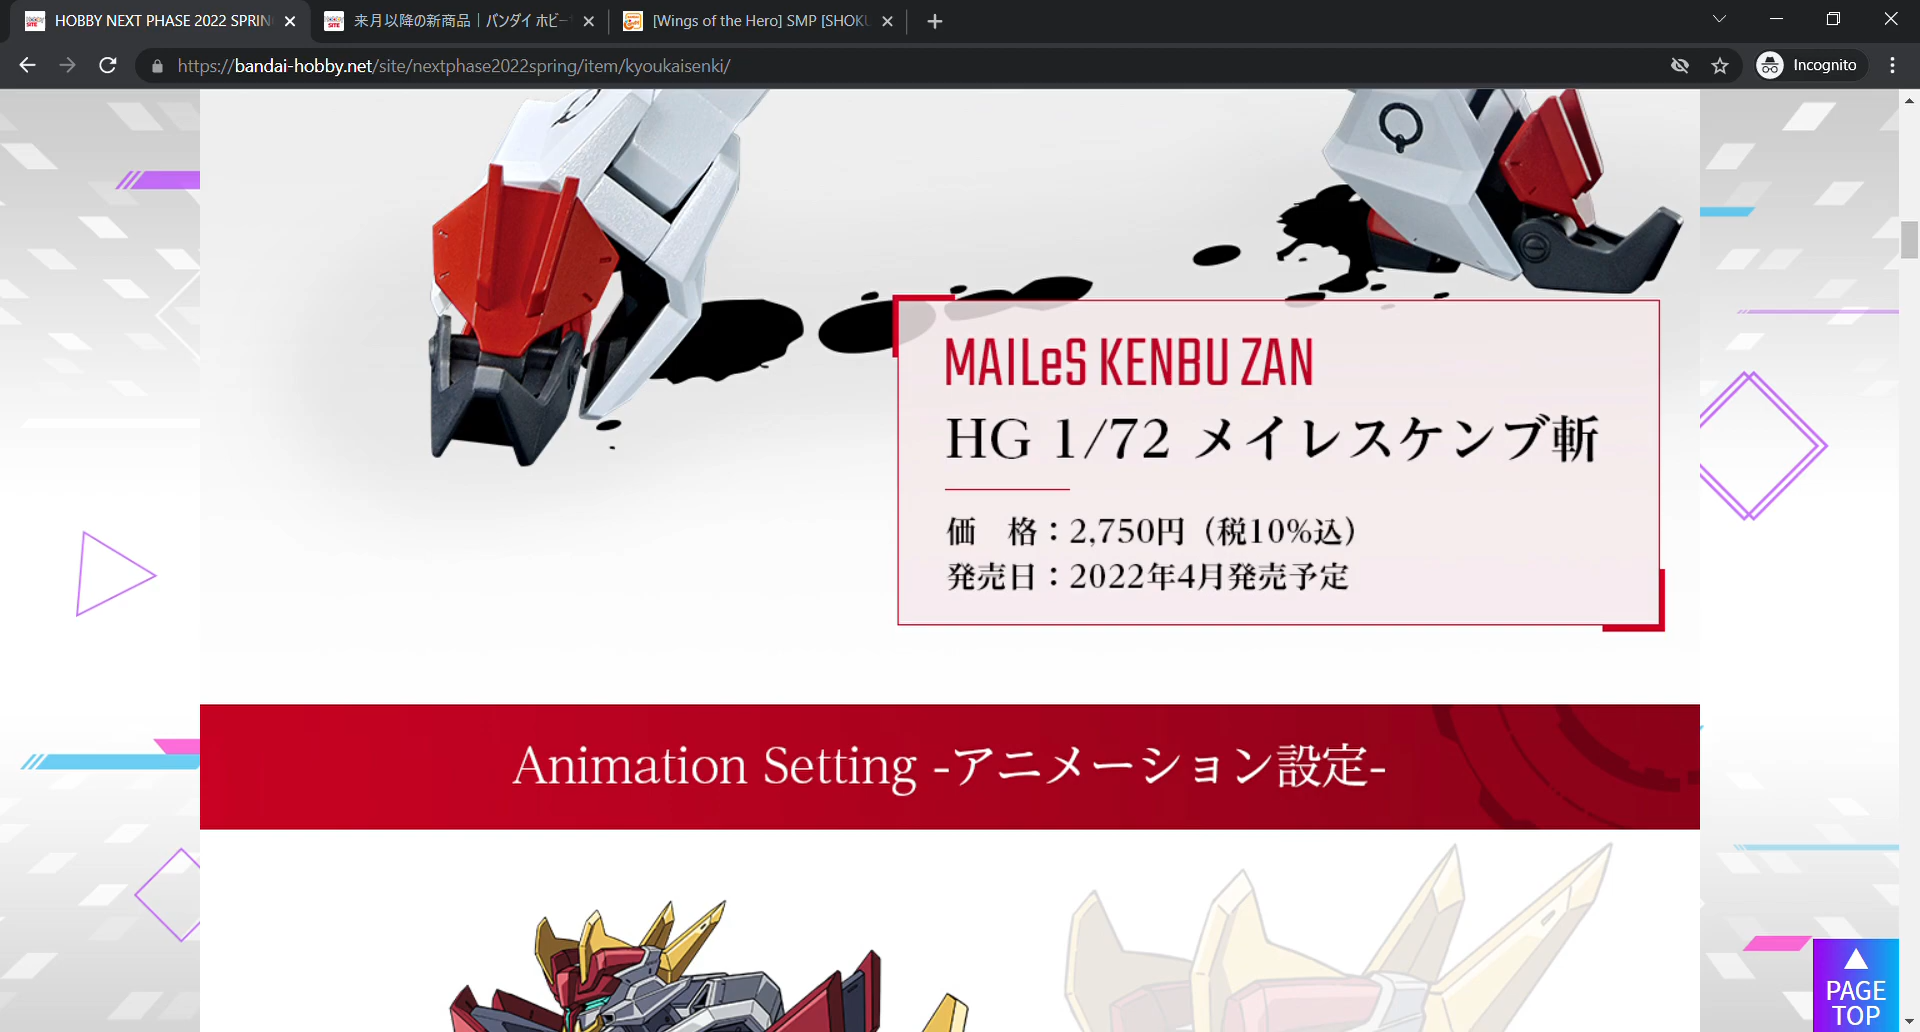 HOBBY NEXT PHASE 2022 SPRIN
来月以降の新商品｜バンダイ ホビー
[Wings of the Hero] SMP [SHOKU
https://bandai-hobby.net/site/nextphase2022spring/item/kyoukaisenki/
Incognito
MAILeS KENBU ZAN
HG 1/72 メイレスケンブ斬
価　格：2,750円（税10%込）
発売日：2022年4月発売予定
Animation Setting -アニメーション設定-
PAGE
TOP